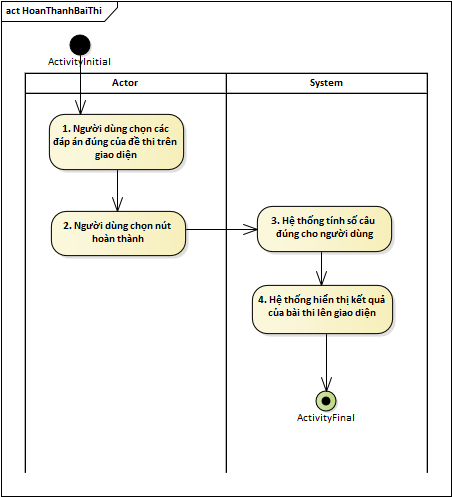 act HoanThanhBaiThi
ActivityInitial
Actor
System
1. Người dùng chọn các
đáp án đúng của đề thi trên
giao diện
2. Người dùng chọn nút
hoàn thành
3. Hệ thống tính số câu
đúng cho người dùng
4. Hệ thống hiển thị kết quả
của bài thi lên giao diện
ActivityFinal